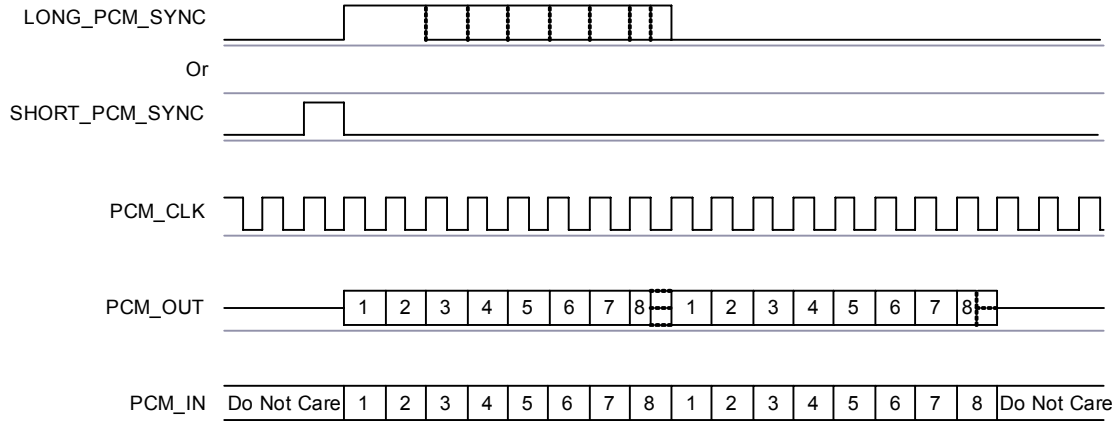 LONG_PCM_SYNC
Or
SHORT_PCM_SYNC
PCM_CLK
PCM_OUT 1 2 3 4 5 6 7 8 1 2 3 4 5 6 7 8
PCM_IN Do Not Care 1 2 3 4 5 6 7 8 1 2 3 4 5 6 7 8 Do Not Care